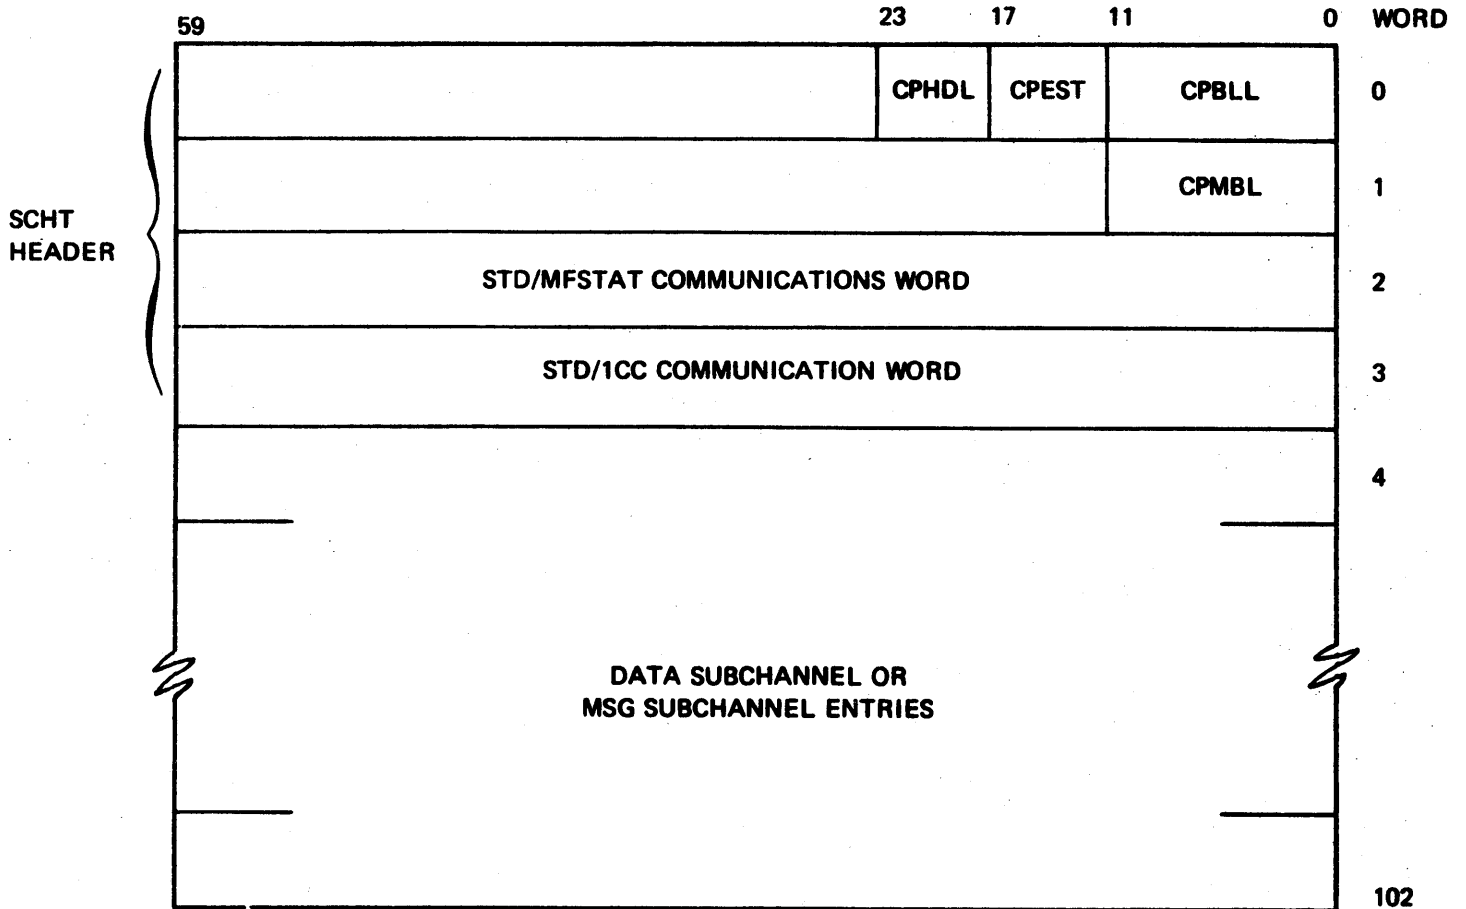 59 23 17 11 0 WORD
CPHDL CPEST CPBLL 0
CPMBL 1
SCHT
HEADER
STD/MFSTAT COMMUNICATIONS WORD 2
STD/1CC COMMUNICATION WORD 3
4
DATA SUBCHANNEL OR
MSG SUBCHANNEL ENTRIES
102